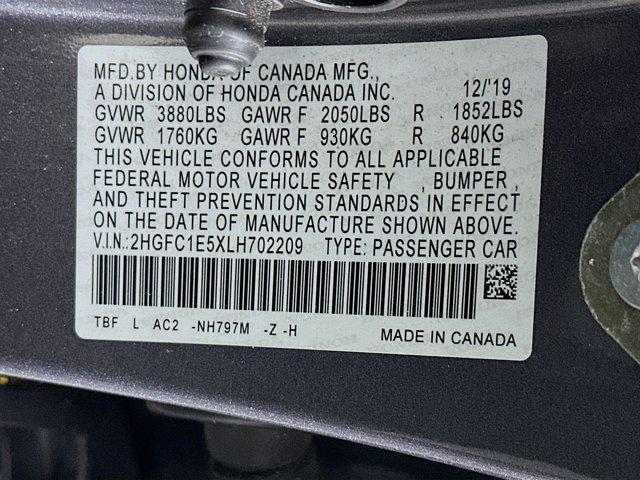 MFD.BY HONDA OF CANADA MFG.,
A DIVISION OF HONDA CANADA INC. 12/'19
GVWR 3880LBS GAWR F 2050LBS R 1852LBS
GVWR 1760KG GAWR F 930KG R 840KG
THIS VEHICLE CONFORMS TO ALL APPLICABLE
FEDERAL MOTOR VEHICLE SAFETY , BUMPER ,
AND THEFT PREVENTION STANDARDS IN EFFECT
ON THE DATE OF MANUFACTURE SHOWN ABOVE.
V.I.N.:2HGFC1E5XLH702209 TYPE: PASSENGER CAR
TBF L AC2 -NH797M -Z -H MADE IN CANADA